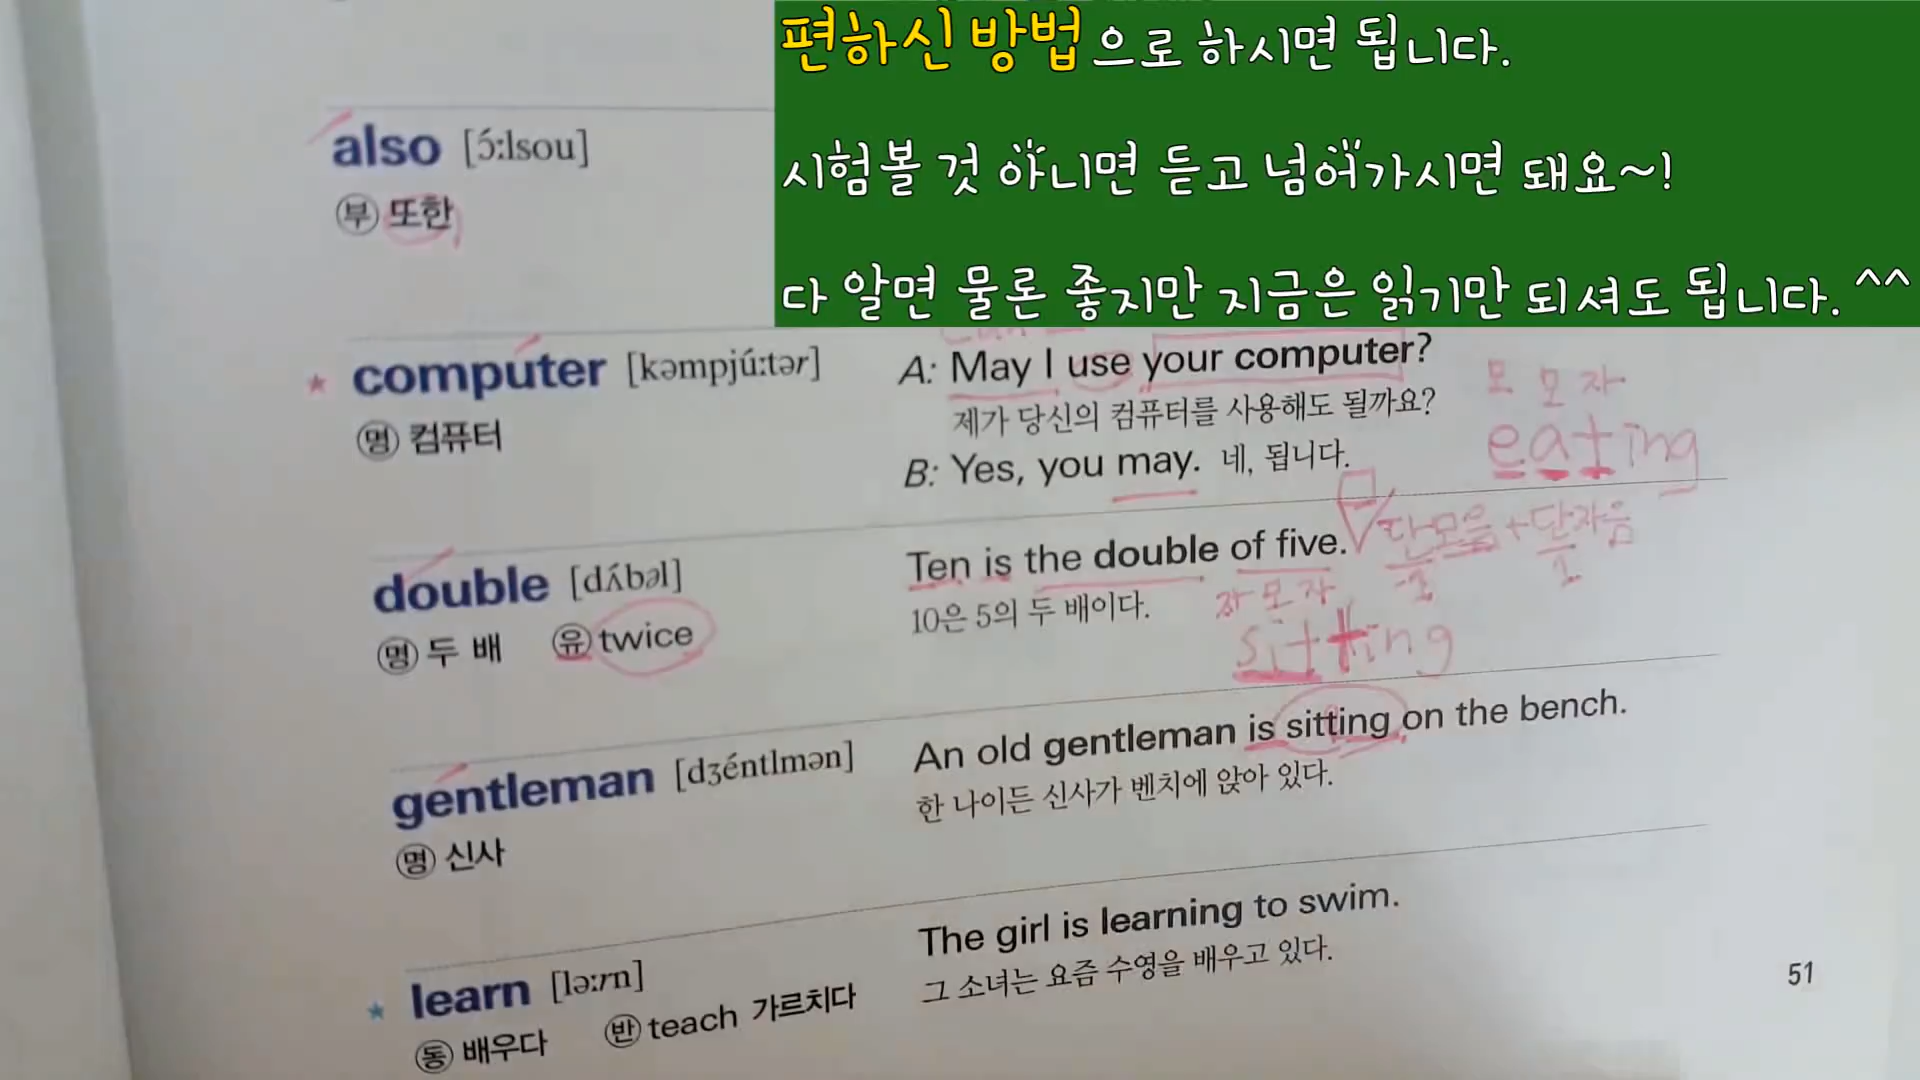 편하신 방법으로 하시면 됩니다.
시험볼 것 아니면 듣고 넘어가시면 돼요~!
다 알면 물론 좋지만 지금은 읽기만 되셔도 됩니다. ^^
also [ɔ́ːlsou]
부 또한
* computer [kəmpjúːtər]
명 컴퓨터
A: May I use your computer?
제가 당신의 컴퓨터를 사용해도 될까요?
B: Yes, you may. 네, 됩니다.
모 모 자
eating
double [dʌ́bəl]
명 두 배 유 twice
Ten is the double of five.
10은 5의 두 배이다.
단모음 + 단자음
1 1
자 모 자
sitting
gentleman [dʒéntlmən]
명 신사
An old gentleman is sitting on the bench.
한 나이든 신사가 벤치에 앉아 있다.
* learn [ləːrn]
동 배우다 반 teach 가르치다
The girl is learning to swim.
그 소녀는 요즘 수영을 배우고 있다.
51